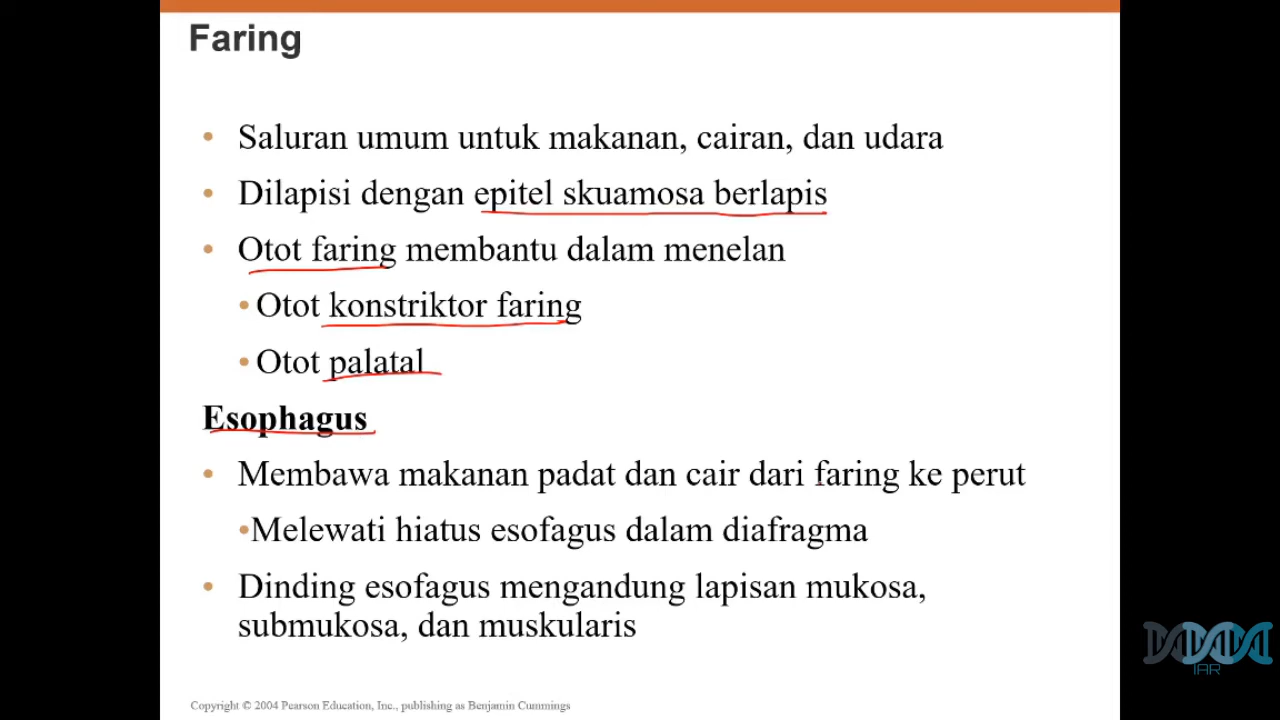 Faring
• Saluran umum untuk makanan, cairan, dan udara
• Dilapisi dengan epitel skuamosa berlapis
• Otot faring membantu dalam menelan
• Otot konstriktor faring
• Otot palatal
Esophagus
• Membawa makanan padat dan cair dari faring ke perut
• Melewati hiatus esofagus dalam diafragma
• Dinding esofagus mengandung lapisan mukosa,
submukosa, dan muskularis
IAR
Copyright © 2004 Pearson Education, Inc., publishing as Benjamin Cummings